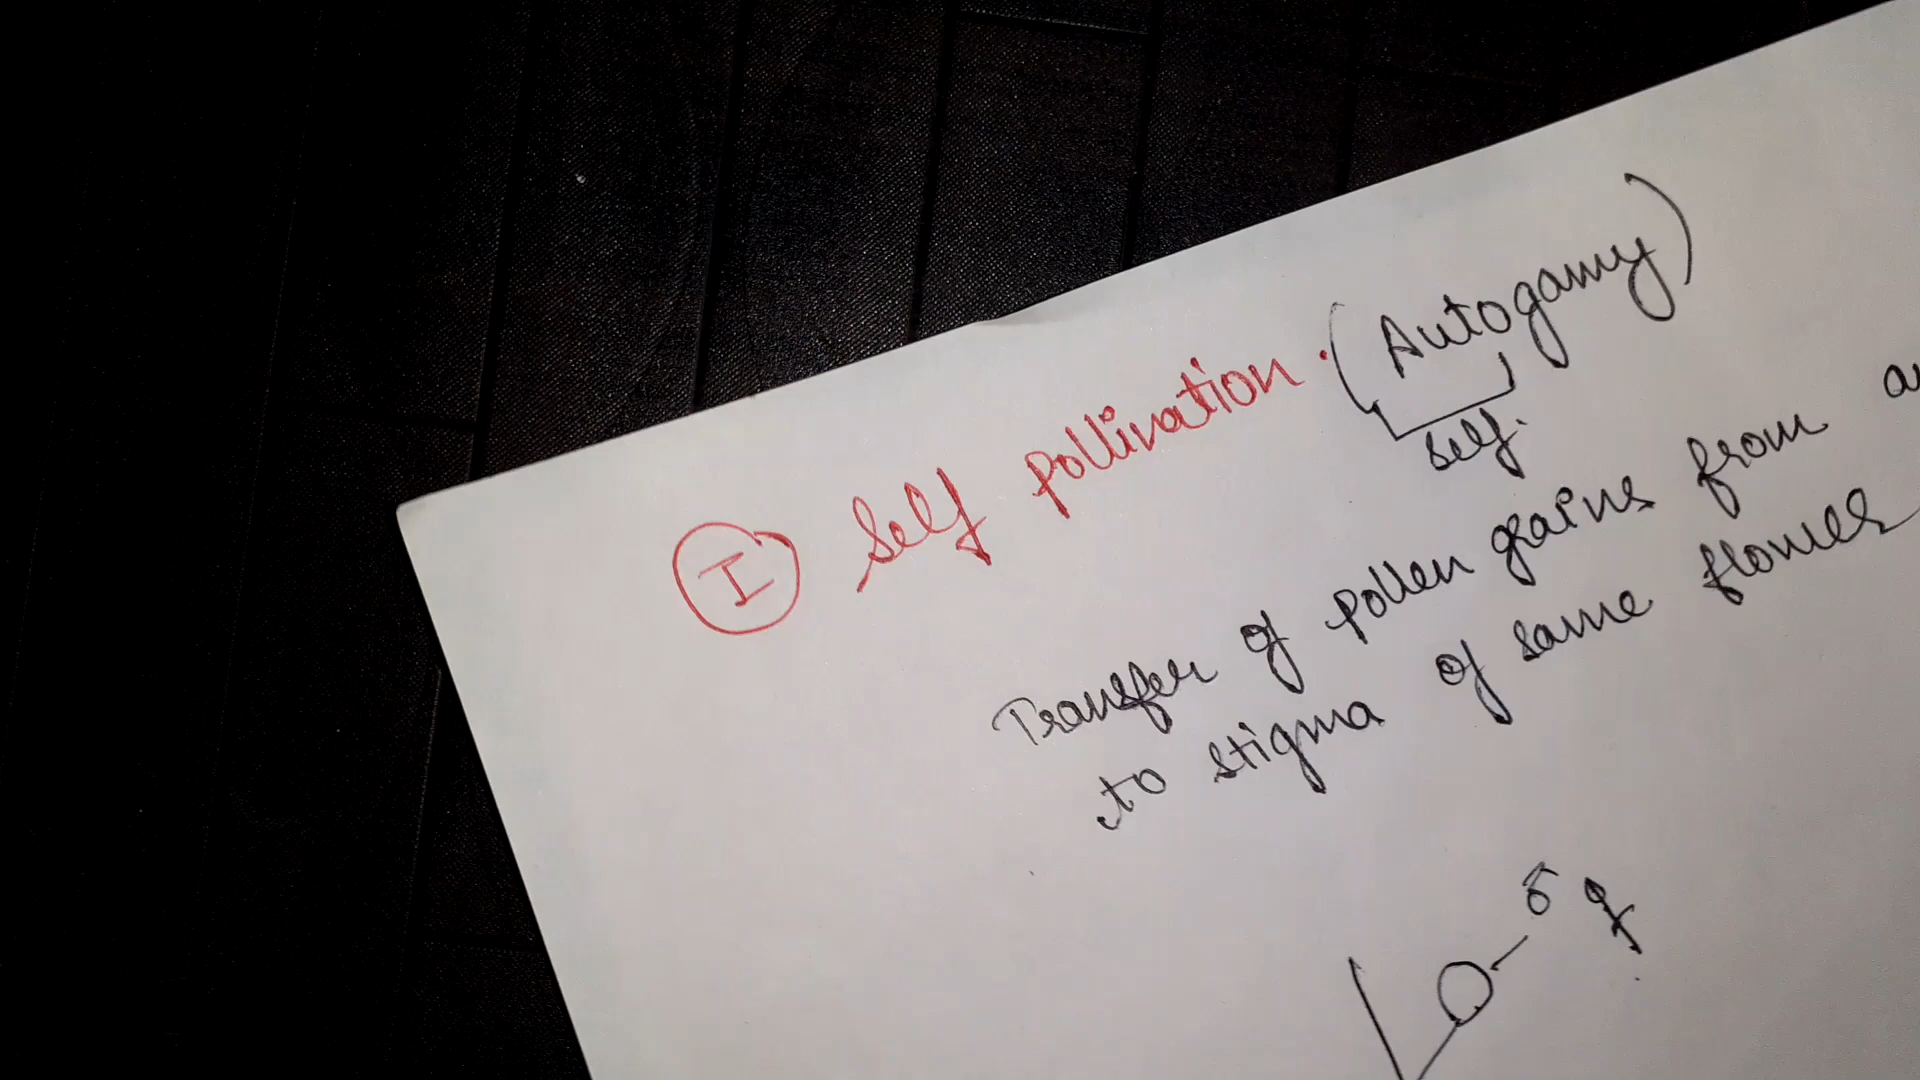 I Self pollination. (Autogamy)
self.
Transfer of pollen grains from
to stigma of same flower